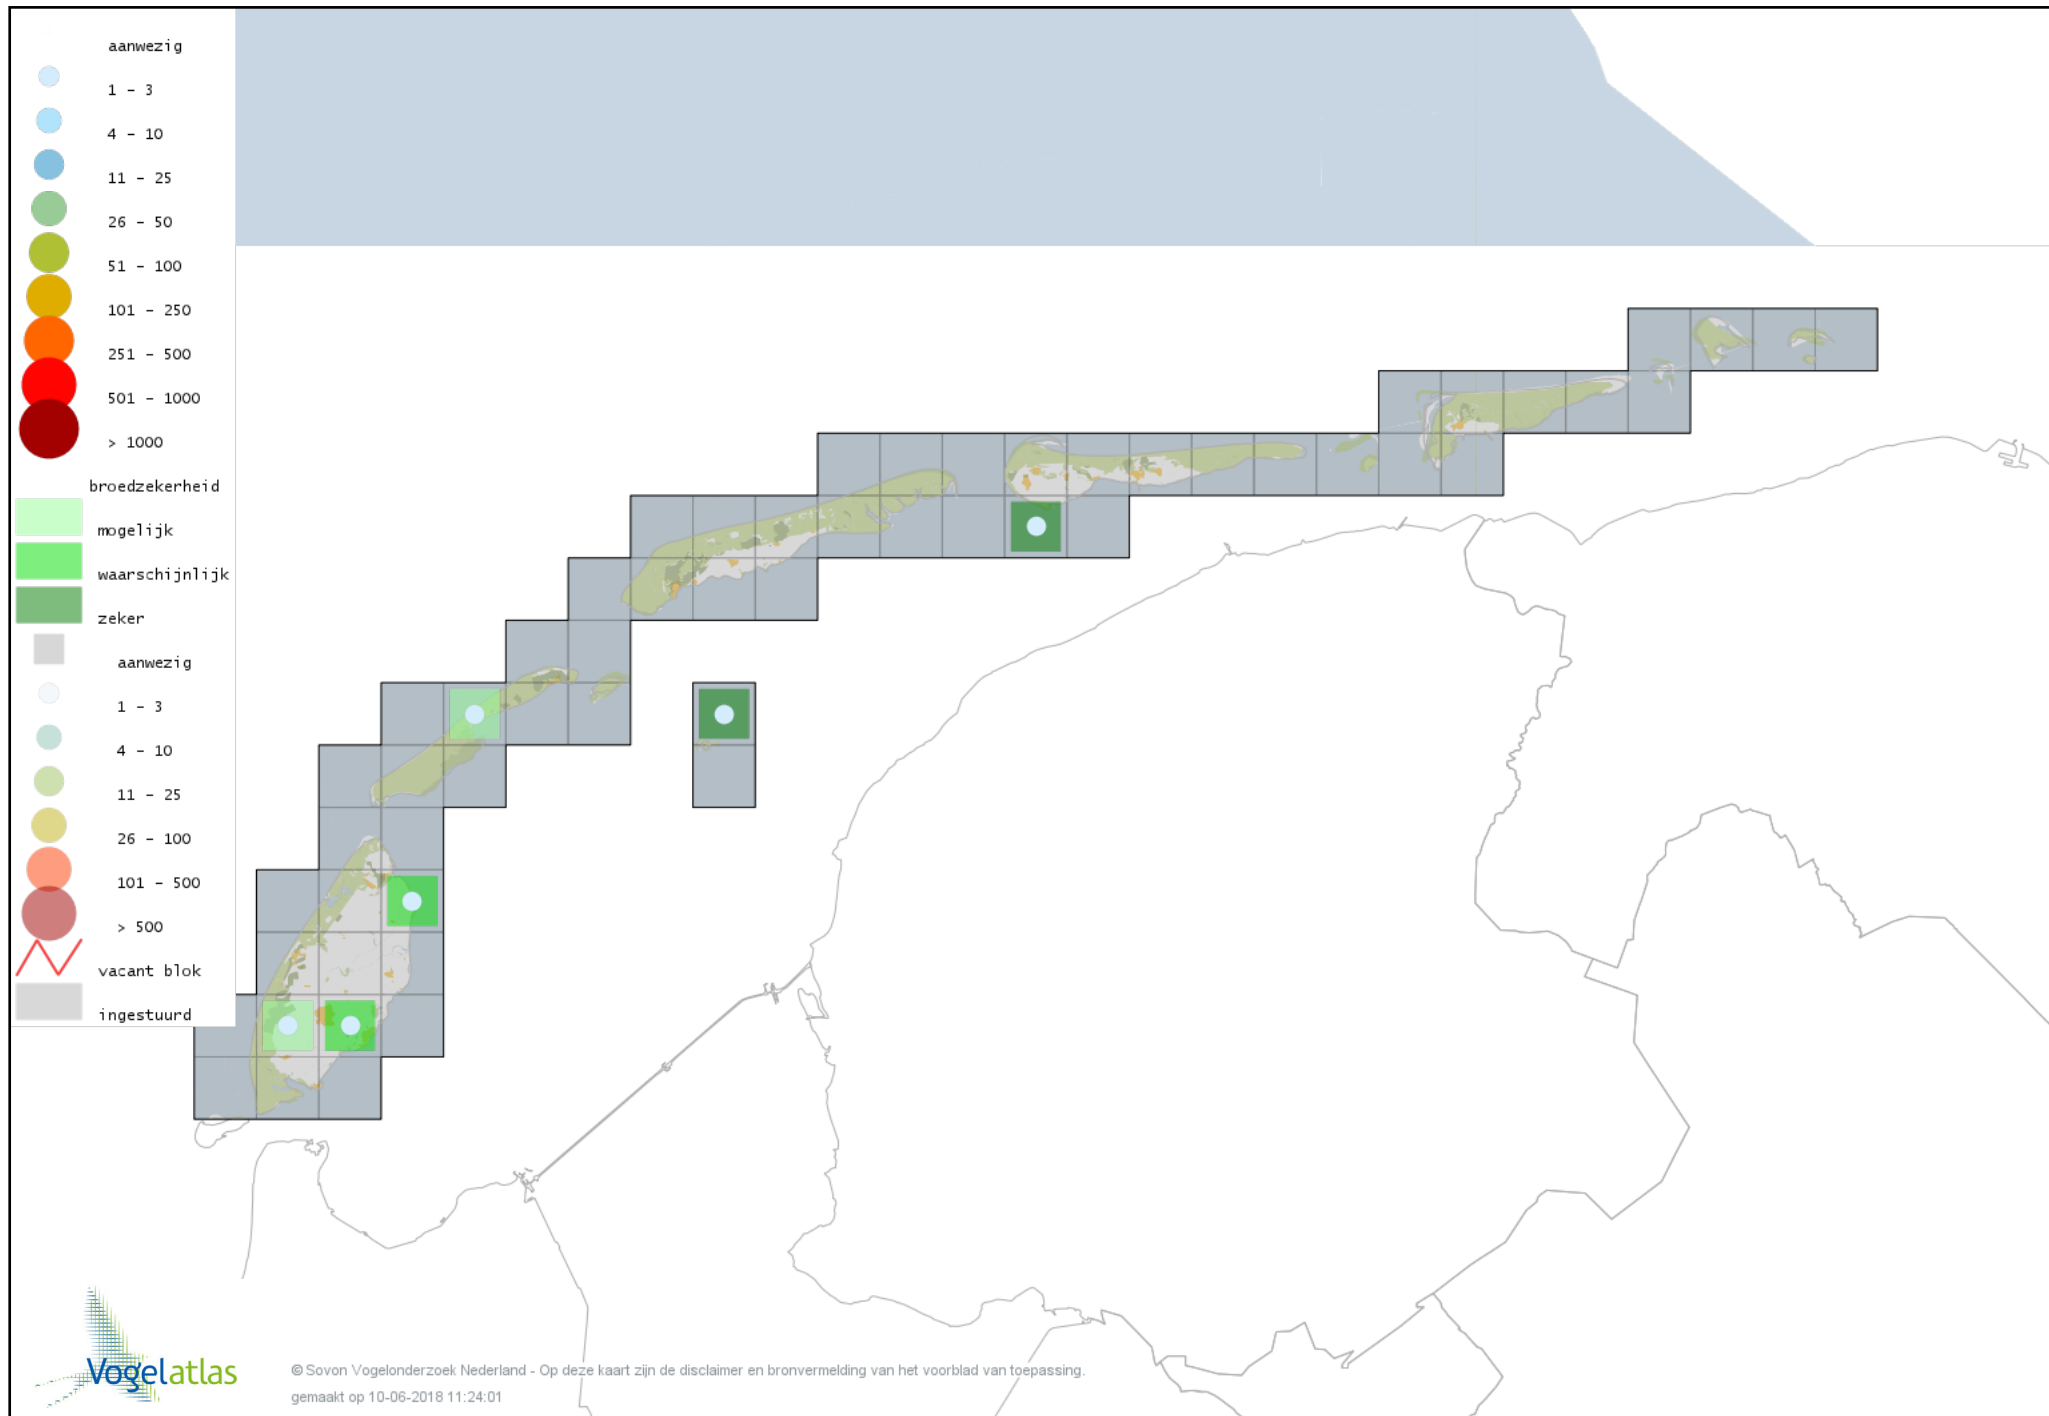 aanwezig
1 - 3
4 - 10
11 - 25
26 - 50
51 - 100
101 - 250
251 - 500
501 - 1000
> 1000
broedzekerheid
mogelijk
waarschijnlijk
zeker
aanwezig
1 - 3
4 - 10
11 - 25
26 - 100
101 - 500
> 500
vacant blok
ingestuurd
Vogelatlas
© Sovon Vogelonderzoek Nederland - Op deze kaart zijn de disclaimer en bronvermelding van het voorblad van toepassing.
gemaakt op 10-06-2018 11:24:01